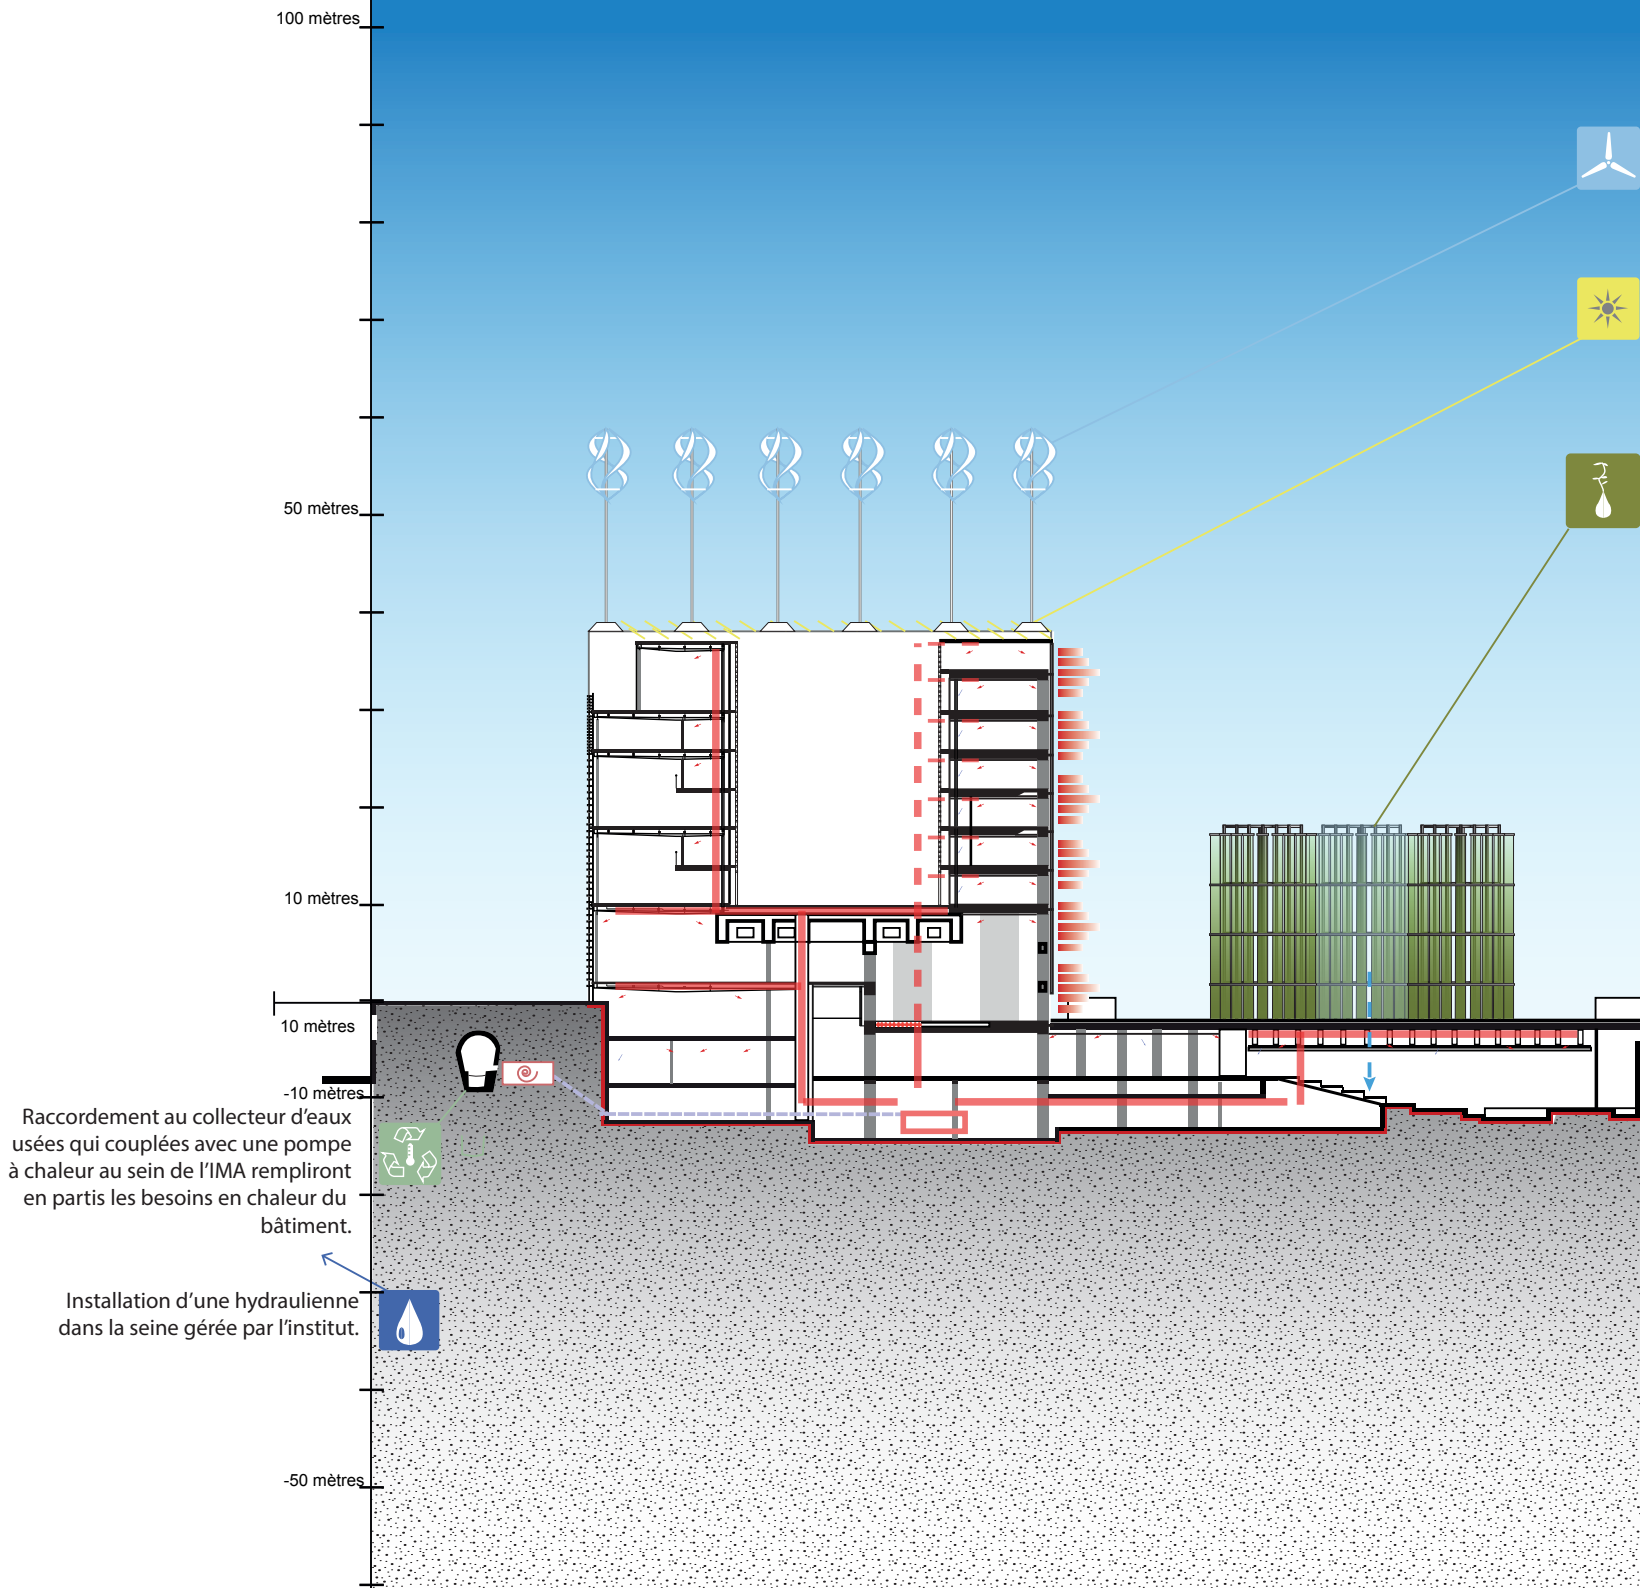 100 mètres
50 mètres
10 mètres
10 mètres
-10 mètres
Raccordement au collecteur d’eaux
usées qui couplées avec une pompe
à chaleur au sein de l’IMA rempliront
en partis les besoins en chaleur du
bâtiment.
Installation d’une hydraulienne
dans la seine gérée par l’institut.
-50 mètres